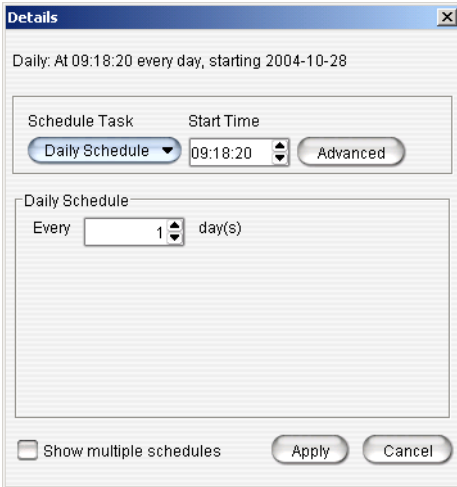 Details
Daily: At 09:18:20 every day, starting 2004-10-28
Schedule Task Start Time
Daily Schedule 09:18:20 Advanced
Daily Schedule
Every 1 day(s)
Show multiple schedules Apply Cancel